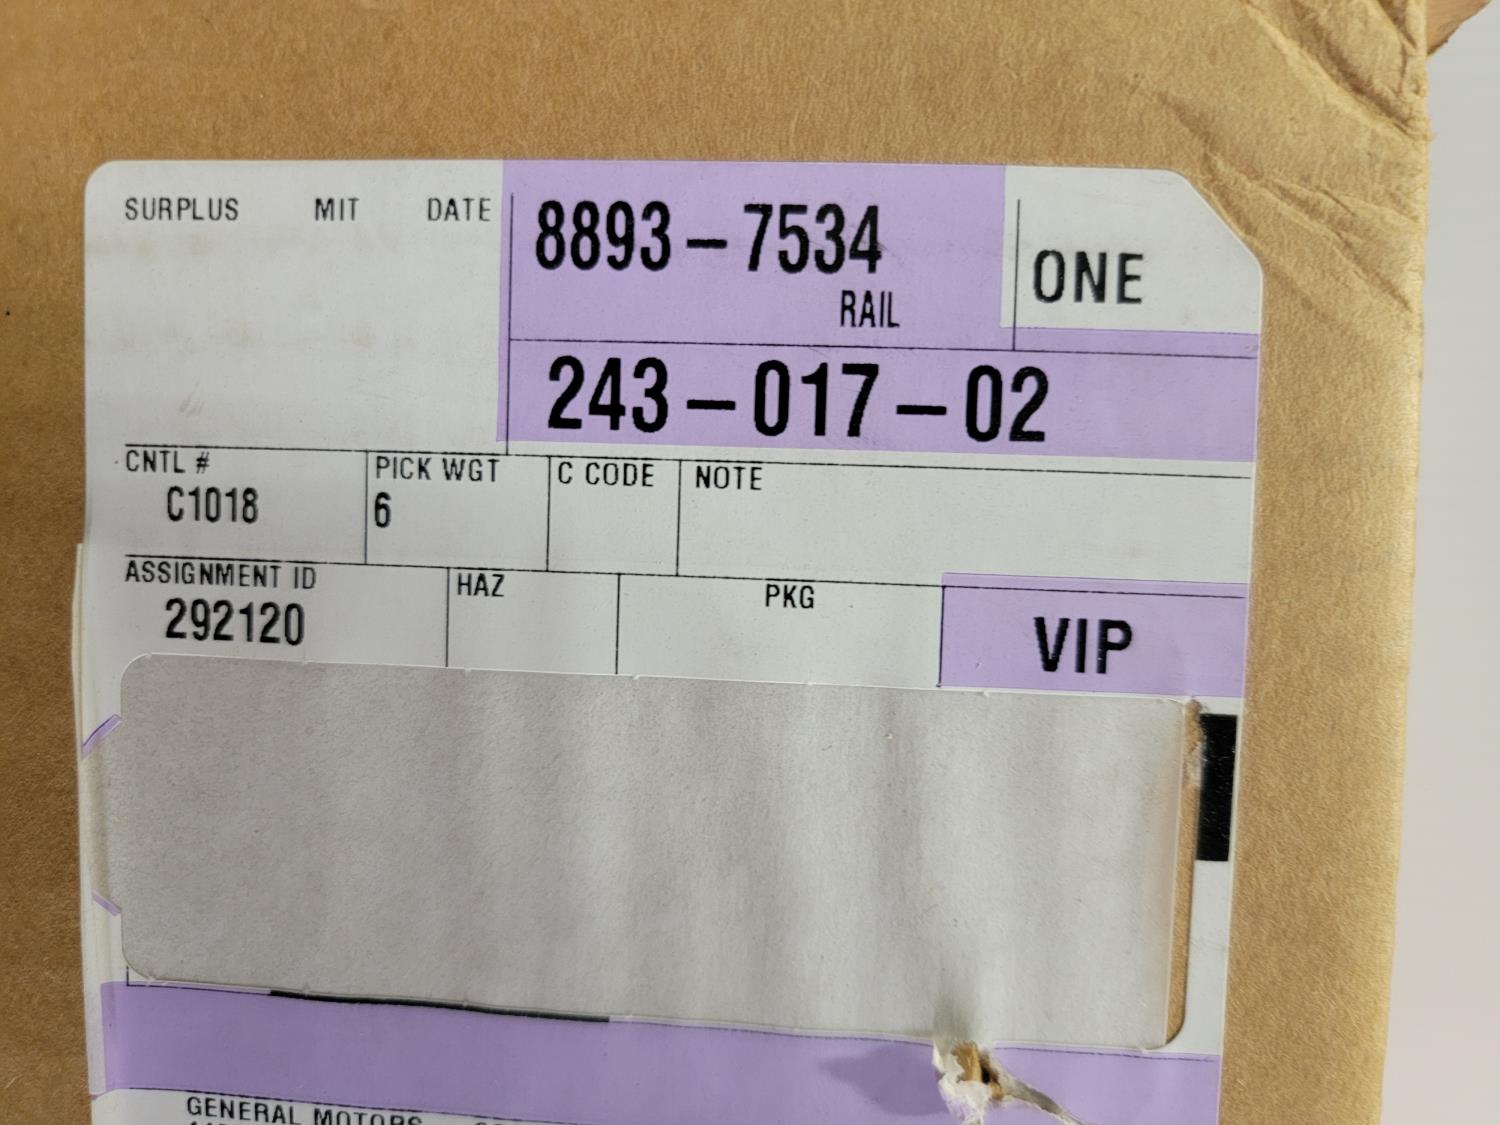 SURPLUS MIT DATE
8893-7534
RAIL
ONE
243-017-02
CNTL # PICK WGT C CODE NOTE
C1018 6
ASSIGNMENT ID HAZ PKG
292120 VIP
GENERAL MOTORS